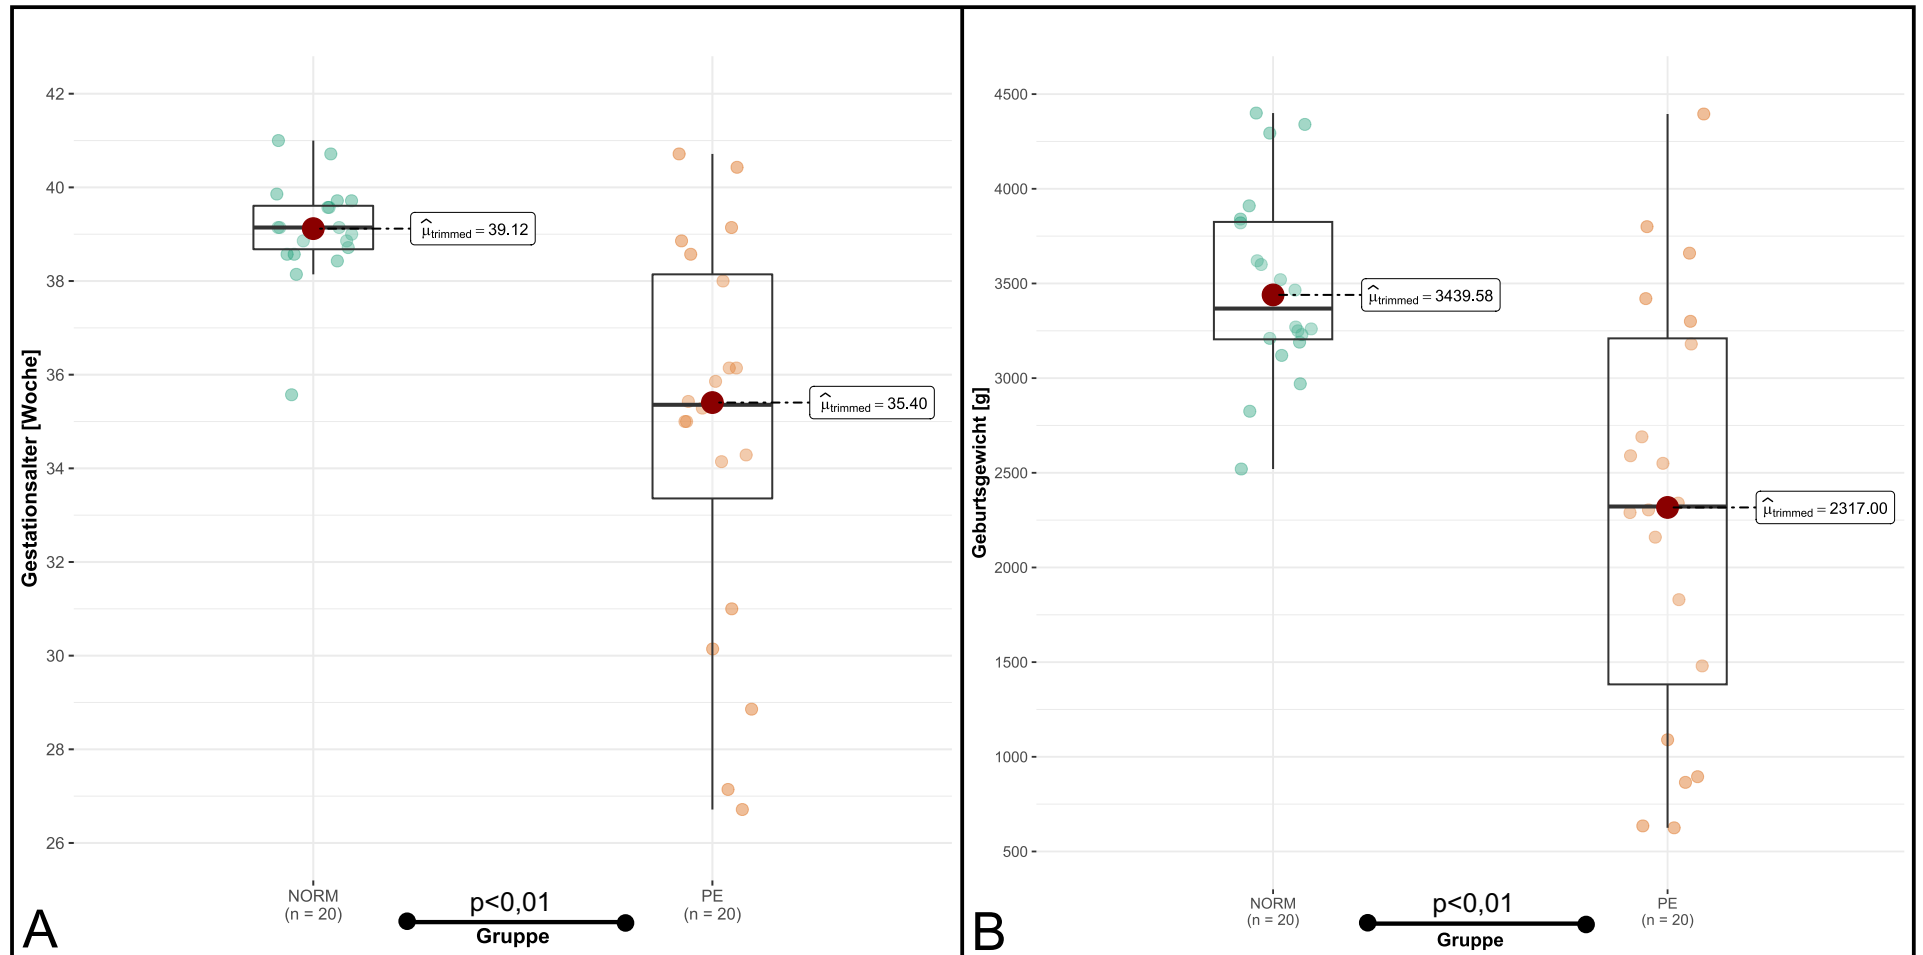 Gestationsalter [Woche]
42
40
38
36
34
32
30
28
26
μ̂trimmed = 39.12
μ̂trimmed = 35.40
NORM
(n = 20)
PE
(n = 20)
p<0,01
Gruppe
A
Geburtsgewicht [g]
4500
4000
3500
3000
2500
2000
1500
1000
500
μ̂trimmed = 3439.58
μ̂trimmed = 2317.00
NORM
(n = 20)
PE
(n = 20)
p<0,01
Gruppe
B